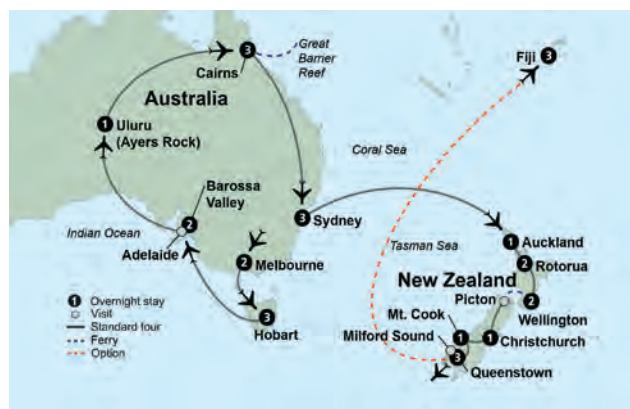 3
Great
Barrier
Reef
Cairns
Fiji 3
Australia
1 Uluru
(Ayers Rock)
Coral Sea
Barossa
Valley
2
3 Sydney
Indian Ocean
Adelaide
Tasman Sea
1 Auckland
2 Melbourne
2 Rotorua
New Zealand
Picton
2
Wellington
1 Overnight stay
Visit
Standard tour
Ferry
Option
3
Hobart
Mt. Cook
1
1 Christchurch
Milford Sound
3
Queenstown